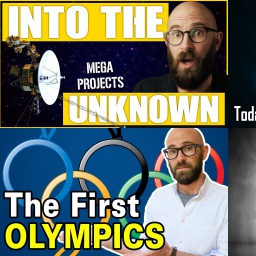 INTO THE
MEGA
PROJECTS
UNKNOWN
Toda
The First
OLYMPICS